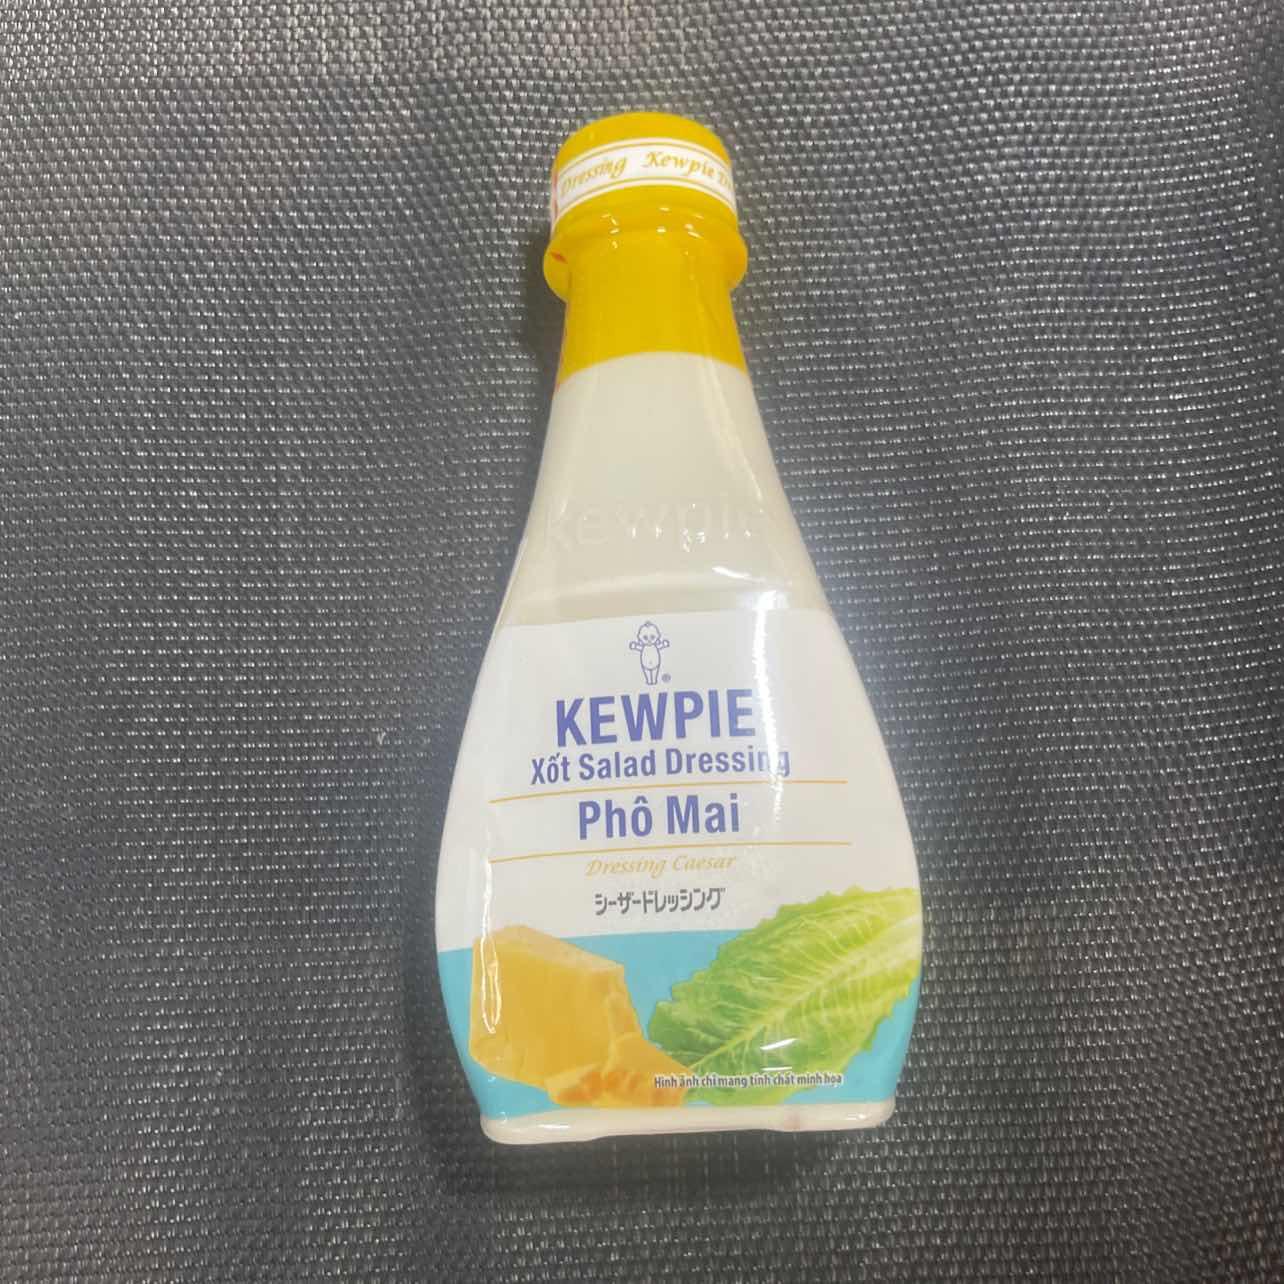 Dressing Kewpie
kewpie
KEWPIE
Xốt Salad Dressing
Phô Mai
Dressing Caesar
シーザードレッシング
Hình ảnh chỉ mang tính chất minh họa